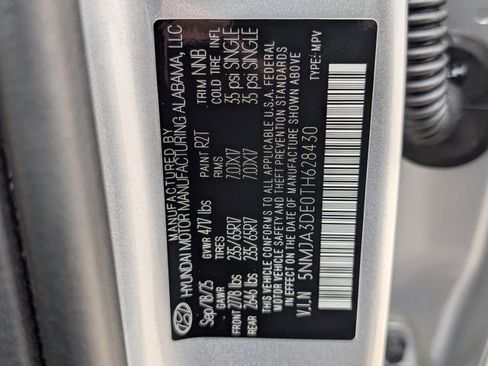 MANUFACTURED BY
HYUNDAI MOTOR MANUFACTURING ALABAMA, LLC
Sep/18/25 GVWR 4717 lbs PAINT R2T TRIM NNB
GAWR TIRES RIMS COLD TIRE INFL
FRONT 2778 lbs 235/65R17 7.0JX17 35 psi SINGLE
REAR 2646 lbs 235/65R17 7.0JX17 35 psi SINGLE
THIS VEHICLE CONFORMS TO ALL APPLICABLE U.S.A. FEDERAL
MOTOR VEHICLE SAFETY AND THEFT PREVENTION STANDARDS
IN EFFECT ON THE DATE OF MANUFACTURE SHOWN ABOVE.
V.I.N 5NMJA3DE0TH628430 TYPE: MPV